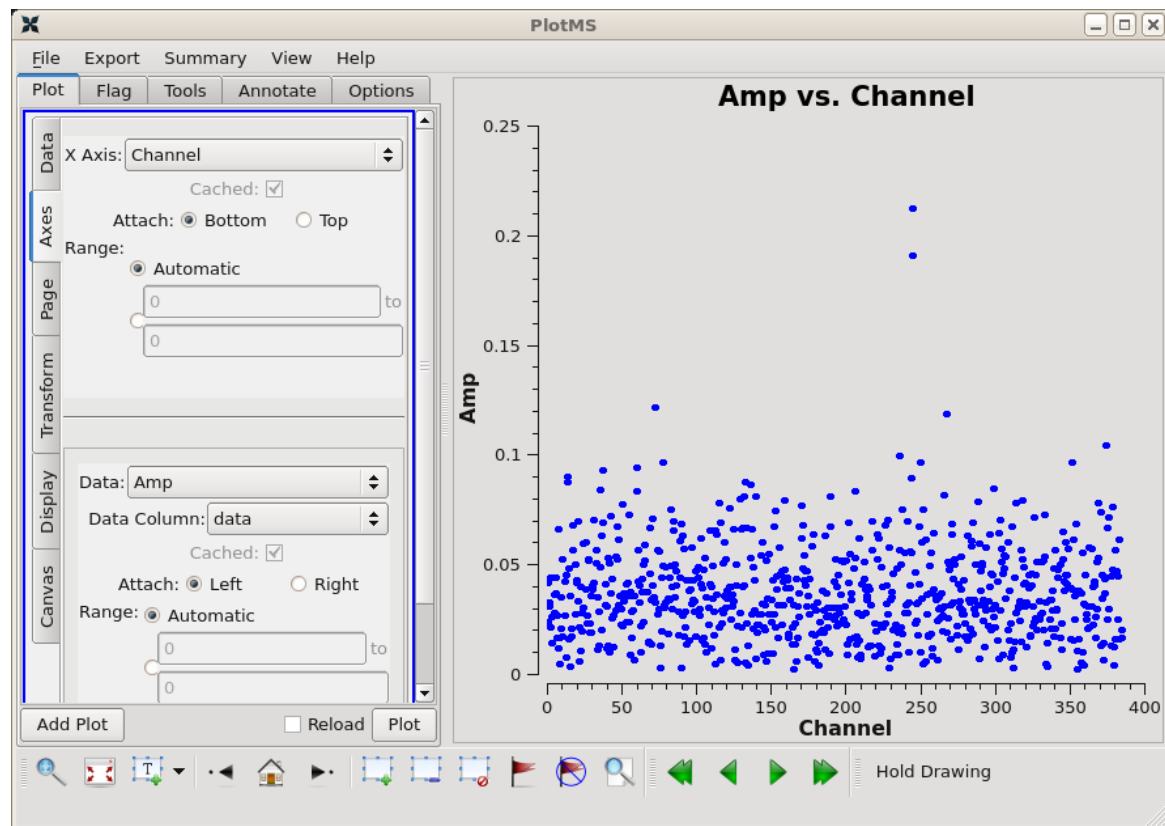 PlotMS
File Export Summary View Help
Plot Flag Tools Annotate Options
Data
Axes
Page
Transform
Display
Canvas
X Axis: Channel
Cached:
Attach: Bottom Top
Range:
Automatic
0 to
0
Data: Amp
Data Column: data
Cached:
Attach: Left Right
Range: Automatic
0 to
0
Add Plot Reload Plot
Amp vs. Channel
0.25
0.2
0.15
0.1
0.05
0
Amp
0 50 100 150 200 250 300 350 400
Channel
T
Hold Drawing